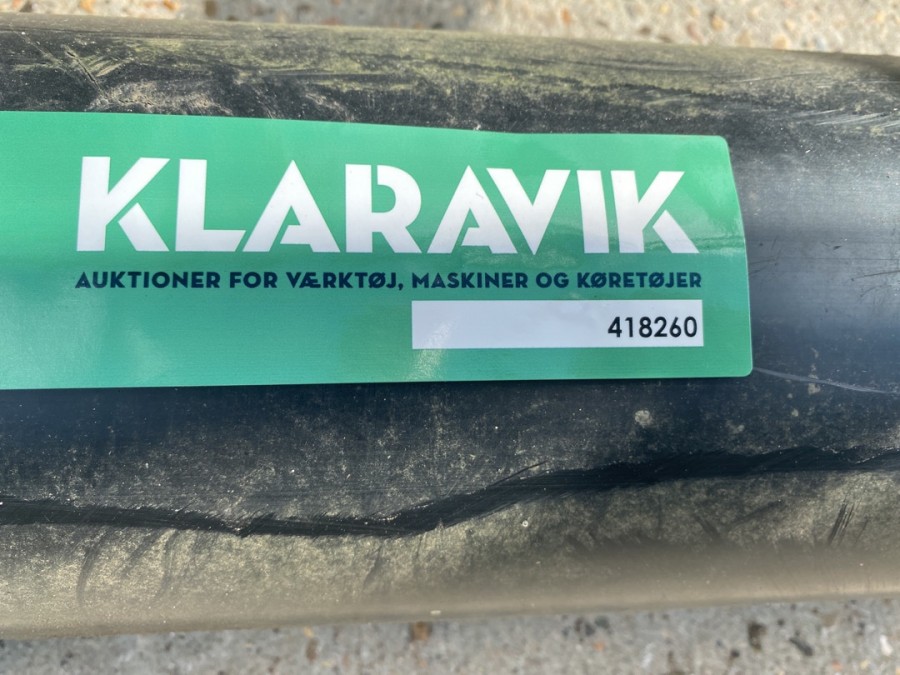 KLARAVIK
AUKTIONER FOR VÆRKTØJ, MASKINER OG KØRETØJER
418260